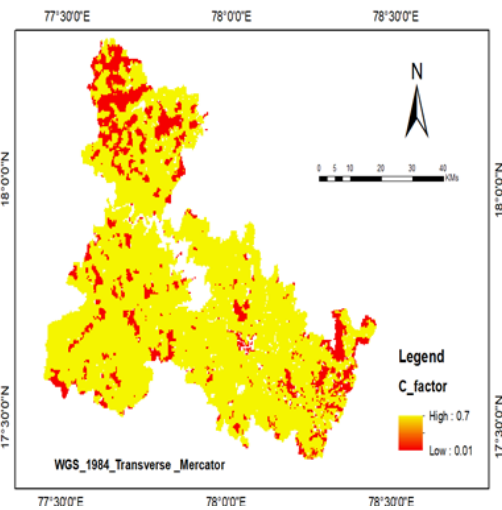 77°30'0"E 78°0'0"E 78°30'0"E
N
0 5 10 20 30 40
KMs
18°0'0"N
18°0'0"N
17°30'0"N
17°30'0"N
Legend
C_factor
High : 0.7
Low : 0.01
WGS_1984_Transverse _Mercator
77°30'0"E 78°0'0"E 78°30'0"E